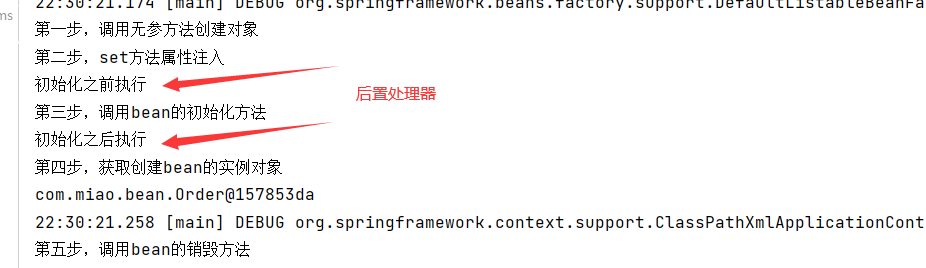 ms
22:30:21.174 [main] DEBUG org.springframework.beans.factory.support.DefaultListableBeanFa
第一步，调用无参方法创建对象
第二步，set方法属性注入
初始化之前执行
后置处理器
第三步，调用bean的初始化方法
初始化之后执行
第四步，获取创建bean的实例对象
com.miao.bean.Order@157853da
22:30:21.258 [main] DEBUG org.springframework.context.support.ClassPathXmlApplicationCont
第五步，调用bean的销毁方法